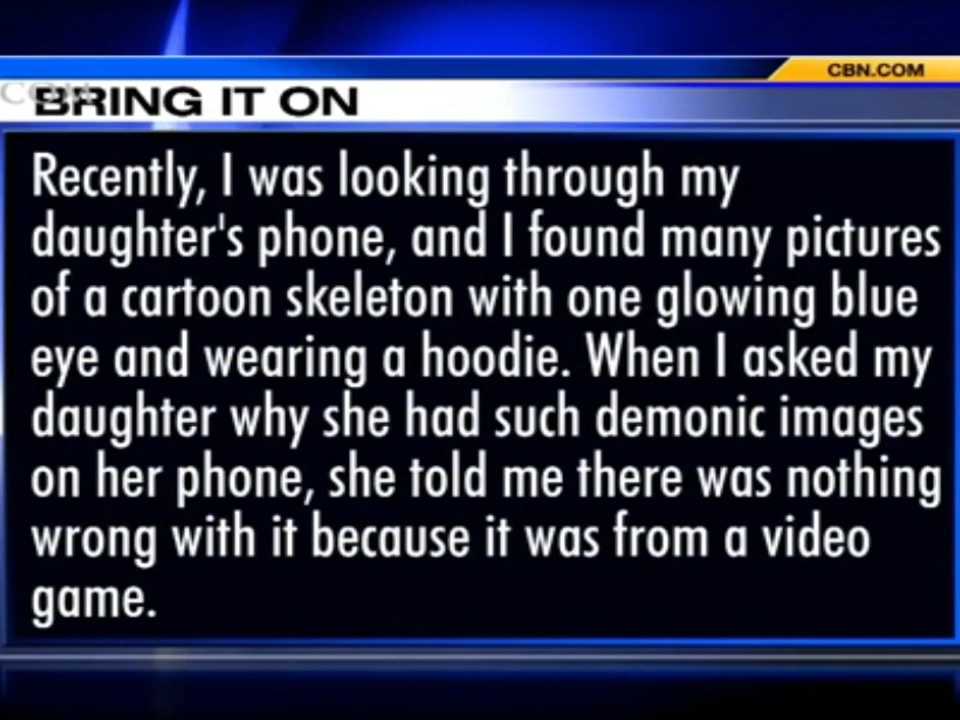 CBN.COM
COM
BRING IT ON
Recently, I was looking through my
daughter's phone, and I found many pictures
of a cartoon skeleton with one glowing blue
eye and wearing a hoodie. When I asked my
daughter why she had such demonic images
on her phone, she told me there was nothing
wrong with it because it was from a video
game.